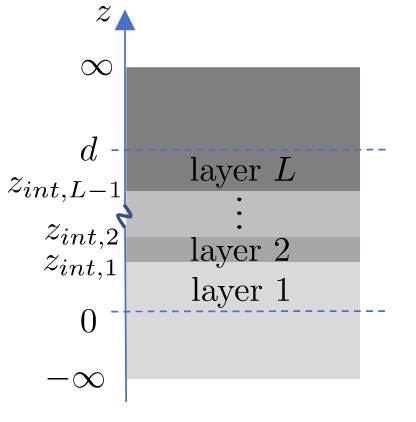 z
∞
d
layer L
z_{int,L−1}
⋮
z_{int,2}
layer 2
z_{int,1}
layer 1
0
−∞